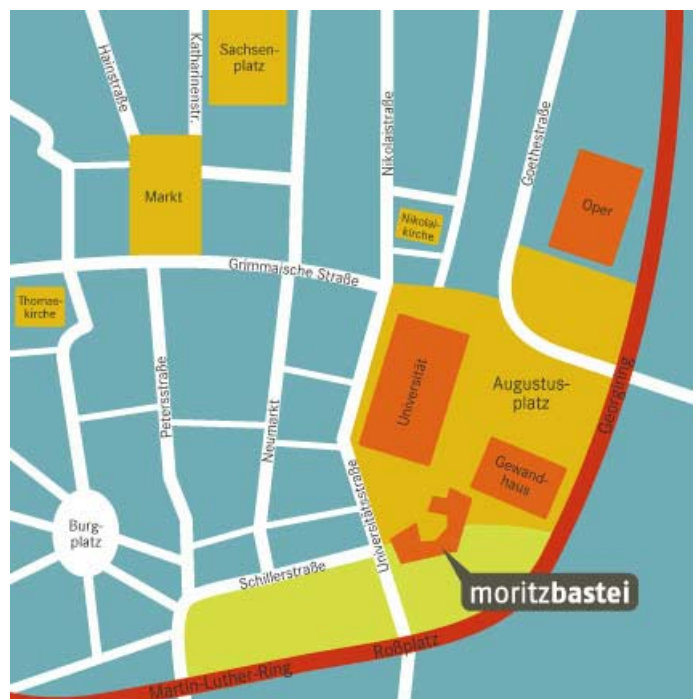 Hainstraße
Katharinenstr.
Sachsen-
platz
Nikolaistraße
Goethestraße
Oper
Markt
Nikolai-
kirche
Grimmaische Straße
Thomas-
kirche
Petersstraße
Neumarkt
Universität
Augustus-
platz
Georgiring
Gewand-
haus
Universitätsstraße
Burg-
platz
Schillerstraße
moritzbastei
Roßplatz
Martin-Luther-Ring